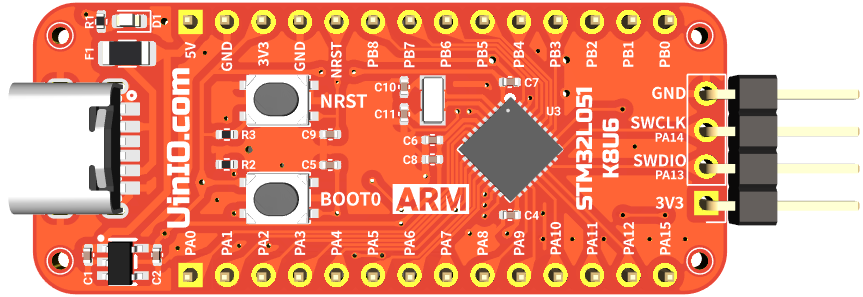 R1
D1
F1
5V
GND
3V3
GND
NRST
PB8
PB7
PB6
PB5
PB4
PB3
PB2
PB1
PB0
UinIO.com
NRST
R3
C9
R2
C5
BOOT0
C10
C11
C6
C8
ARM
C7
U3
C4
STM32L051
K8U6
GND
SWCLK
PA14
SWDIO
PA13
3V3
C1
C2
PA0
PA1
PA2
PA3
PA4
PA5
PA6
PA7
PA8
PA9
PA10
PA11
PA12
PA15